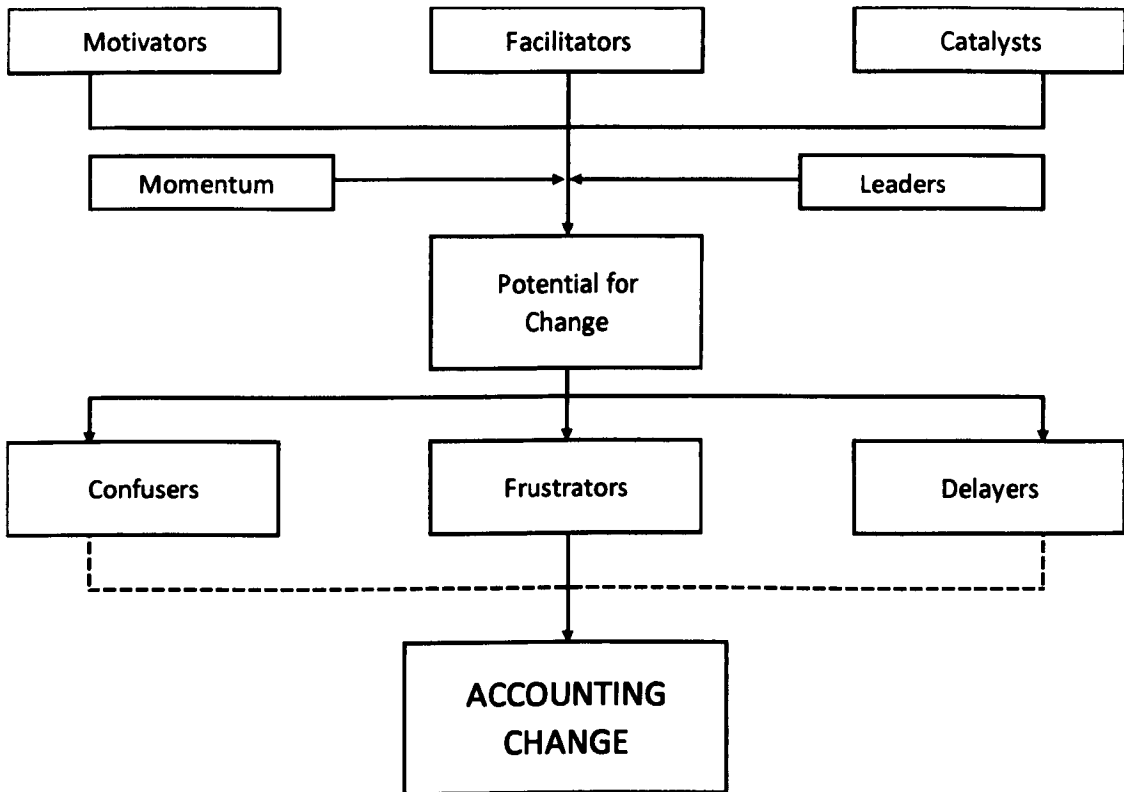 Motivators
Facilitators
Catalysts
Momentum
Leaders
Potential for
Change
Confusers
Frustrators
Delayers
ACCOUNTING
CHANGE